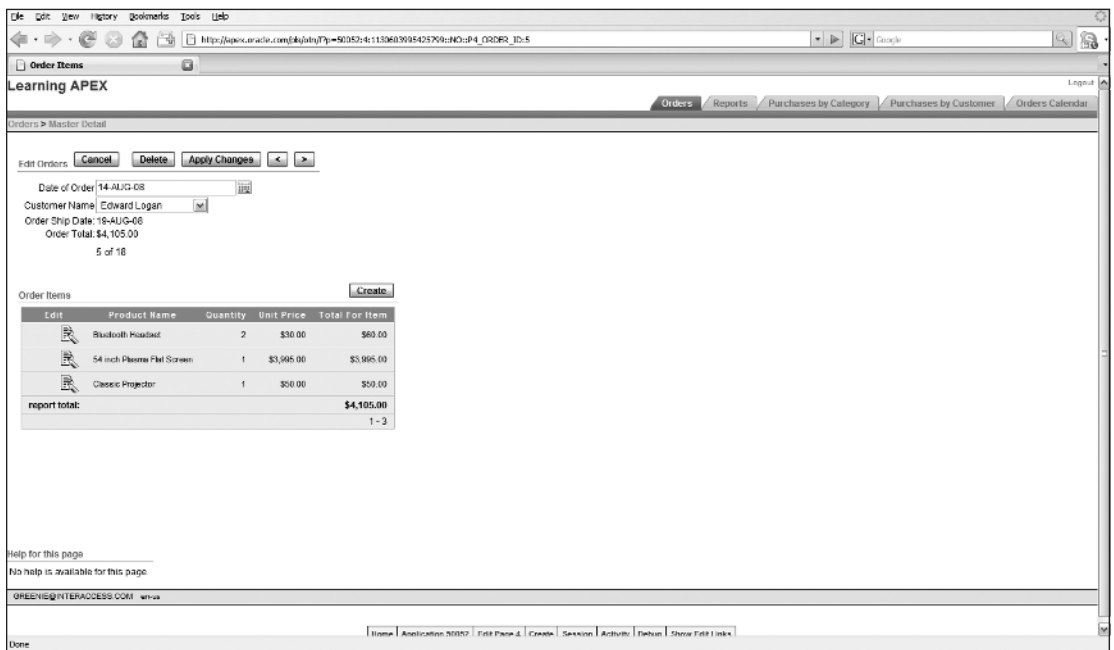 File Edit View History Bookmarks Tools Help
http://apex.oracle.com/pls/otn/f?p=50052:4:1130603995425799::NO::P4_ORDER_ID:5
Google
Order Items
Learning APEX
Logout
Orders Reports Purchases by Category Purchases by Customer Orders Calendar
Orders > Master Detail
Edit Orders Cancel Delete Apply Changes < >
Date of Order 14-AUG-08
Customer Name Edward Logan
Order Ship Date: 19-AUG-08
Order Total: $4,105.00
5 of 18
Order Items Create
Edit Product Name Quantity Unit Price Total For Item
Bluetooth Headset 2 $30.00 $60.00
54 inch Plasma Flat Screen 1 $3,995.00 $3,995.00
Classic Projector 1 $50.00 $50.00
report total: $4,105.00
1 - 3
Help for this page
No help is available for this page.
GREENIE@INTERACCESS.COM en-us
Home Application 50052 Edit Page 4 Create Session Activity Debug Show Edit Links
Done